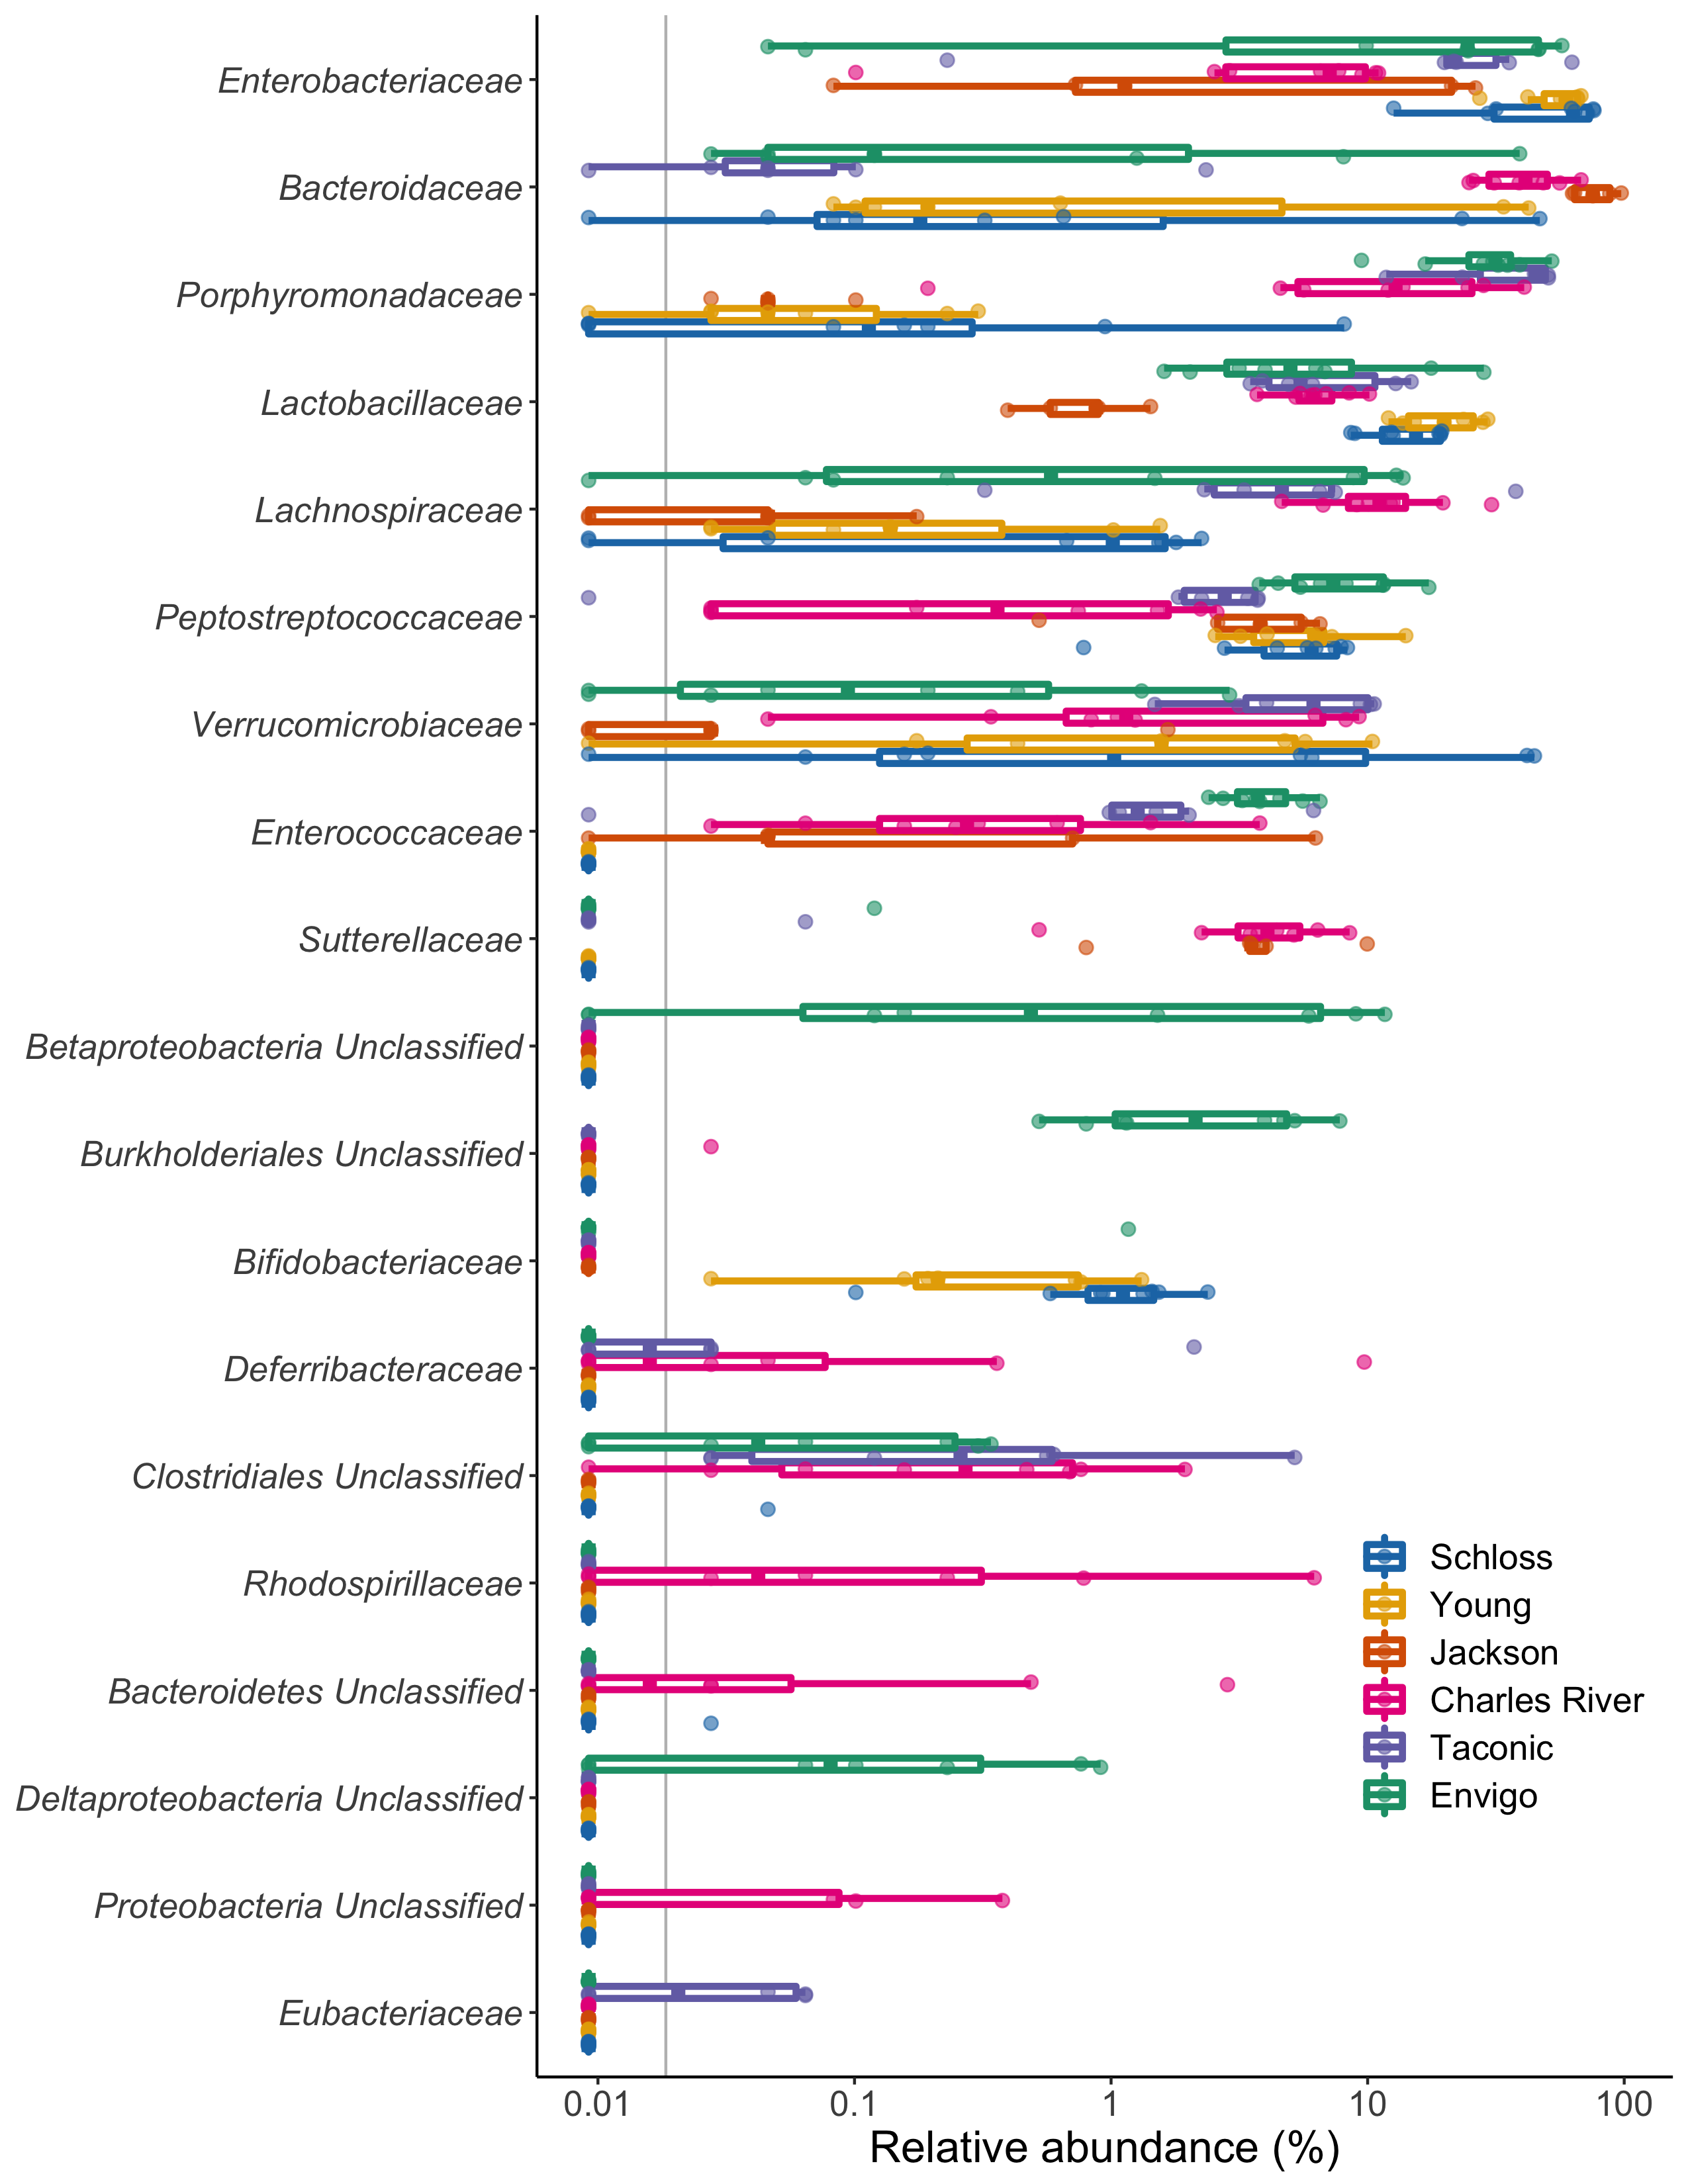 Enterobacteriaceae
Bacteroidaceae
Porphyromonadaceae
Lactobacillaceae
Lachnospiraceae
Peptostreptococcaceae
Verrucomicrobiaceae
Enterococcaceae
Sutterellaceae
Betaproteobacteria Unclassified
Burkholderiales Unclassified
Bifidobacteriaceae
Deferribacteraceae
Clostridiales Unclassified
Rhodospirillaceae
Bacteroidetes Unclassified
Deltaproteobacteria Unclassified
Proteobacteria Unclassified
Eubacteriaceae
Schloss
Young
Jackson
Charles River
Taconic
Envigo
0.01 0.1 1 10 100
Relative abundance (%)